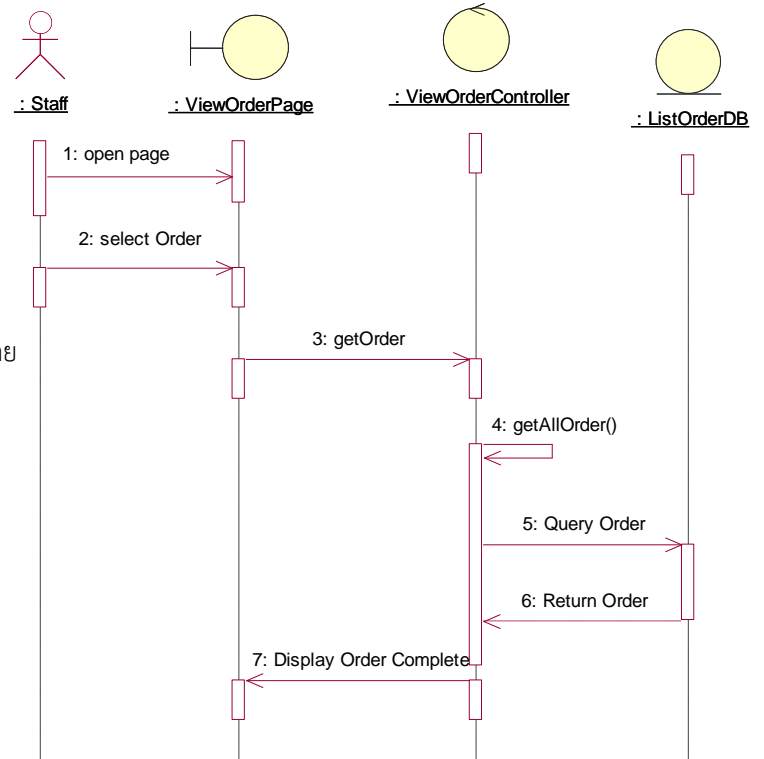 : Staff
: ViewOrderPage
: ViewOrderController
: ListOrderDB
1: open page
2: select Order
3: getOrder
4: getAllOrder()
5: Query Order
6: Return Order
7: Display Order Complete